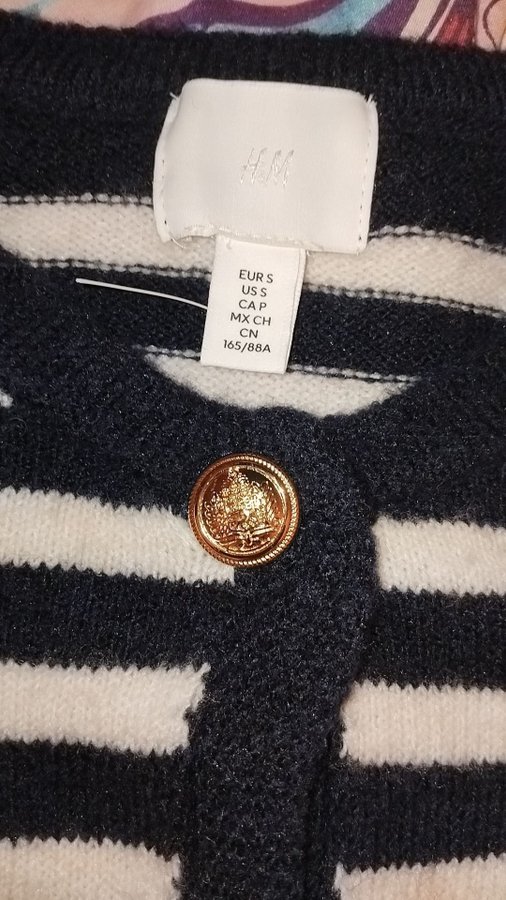 H&M
EUR S
US S
CA P
MX CH
CN
165/88A